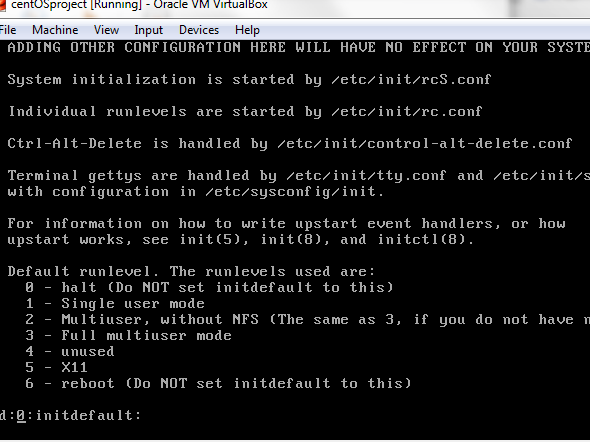 centOSproject [Running] - Oracle VM VirtualBox
File Machine View Input Devices Help
ADDING OTHER CONFIGURATION HERE WILL HAVE NO EFFECT ON YOUR SYSTE
System initialization is started by /etc/init/rcS.conf
Individual runlevels are started by /etc/init/rc.conf
Ctrl-Alt-Delete is handled by /etc/init/control-alt-delete.conf
Terminal gettys are handled by /etc/init/tty.conf and /etc/init/s
with configuration in /etc/sysconfig/init.
For information on how to write upstart event handlers, or how
upstart works, see init(5), init(8), and initctl(8).
Default runlevel. The runlevels used are:
0 - halt (Do NOT set initdefault to this)
1 - Single user mode
2 - Multiuser, without NFS (The same as 3, if you do not have n
3 - Full multiuser mode
4 - unused
5 - X11
6 - reboot (Do NOT set initdefault to this)
d:0:initdefault: